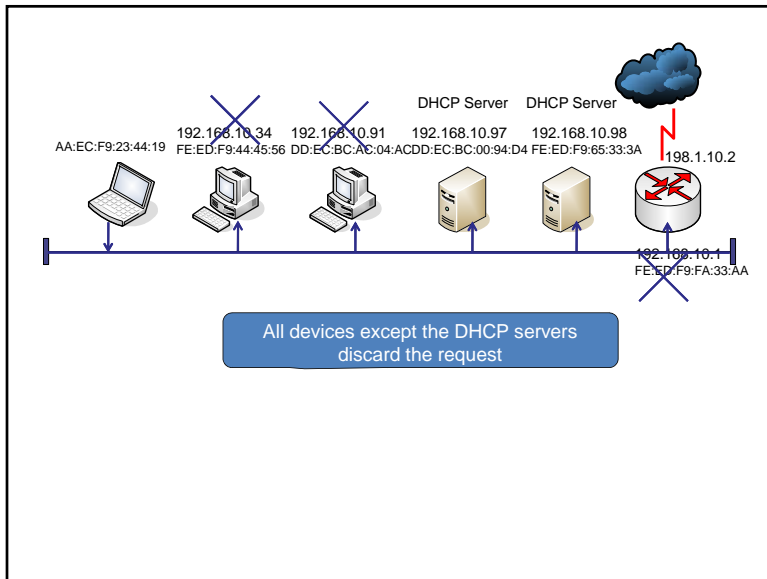 DHCP Server DHCP Server
192.168.10.34 192.168.10.91 192.168.10.97 192.168.10.98
AA:EC:F9:23:44:19 FE:ED:F9:44:45:56 DD:EC:BC:AC:04:AC DD:EC:BC:00:94:D4 FE:ED:F9:65:33:3A
198.1.10.2
192.168.10.1
FE:ED:F9:FA:33:AA
All devices except the DHCP servers
discard the request